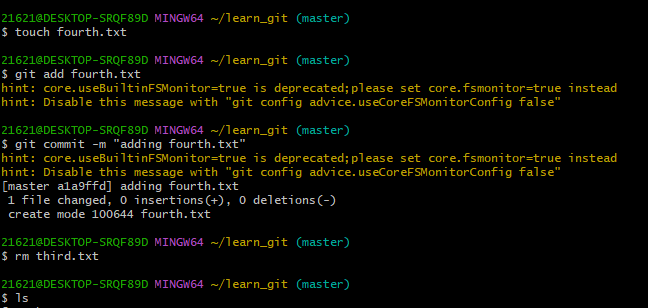 21621@DESKTOP-SRQF89D MINGW64 ~/learn_git (master)
$ touch fourth.txt
21621@DESKTOP-SRQF89D MINGW64 ~/learn_git (master)
$ git add fourth.txt
hint: core.useBuiltinFSMonitor=true is deprecated;please set core.fsmonitor=true instead
hint: Disable this message with "git config advice.useCoreFSMonitorConfig false"
21621@DESKTOP-SRQF89D MINGW64 ~/learn_git (master)
$ git commit -m "adding fourth.txt"
hint: core.useBuiltinFSMonitor=true is deprecated;please set core.fsmonitor=true instead
hint: Disable this message with "git config advice.useCoreFSMonitorConfig false"
[master a1a9ffd] adding fourth.txt
 1 file changed, 0 insertions(+), 0 deletions(-)
 create mode 100644 fourth.txt
21621@DESKTOP-SRQF89D MINGW64 ~/learn_git (master)
$ rm third.txt
21621@DESKTOP-SRQF89D MINGW64 ~/learn_git (master)
$ ls